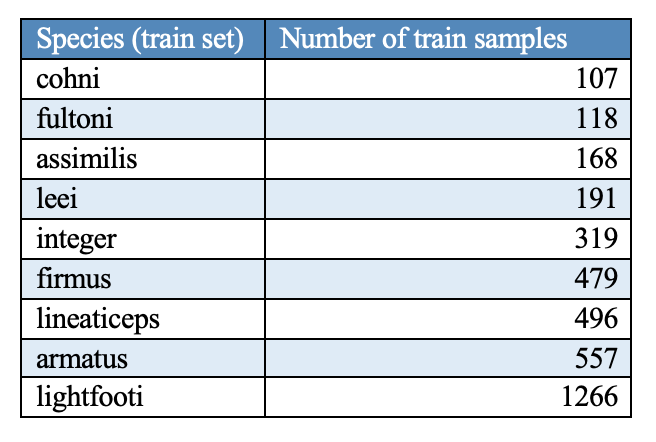 Species (train set) Number of train samples
cohni 107
fultoni 118
assimilis 168
leei 191
integer 319
firmus 479
lineaticeps 496
armatus 557
lightfooti 1266